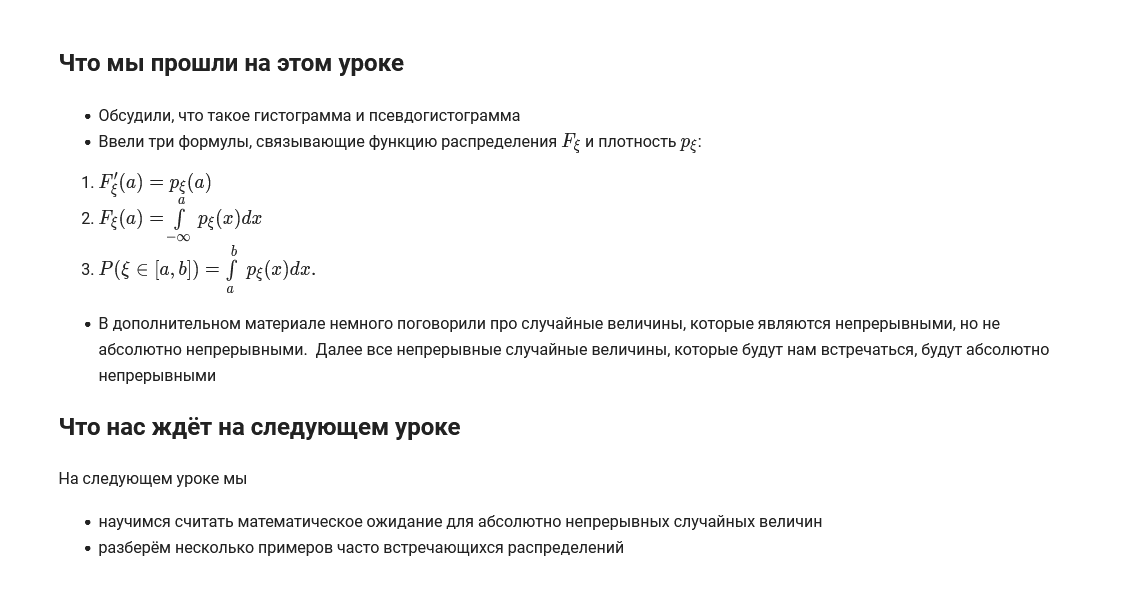 Что мы прошли на этом уроке
• Обсудили, что такое гистограмма и псевдогистограмма
• Ввели три формулы, связывающие функцию распределения $F_\xi$ и плотность $p_\xi$:
1. $F'_\xi(a) = p_\xi(a)$
2. $F_\xi(a) = \int\limits_{-\infty}^{a} p_\xi(x)dx$
3. $P(\xi \in [a, b]) = \int\limits_{a}^{b} p_\xi(x)dx.$
• В дополнительном материале немного поговорили про случайные величины, которые являются непрерывными, но не
абсолютно непрерывными.  Далее все непрерывные случайные величины, которые будут нам встречаться, будут абсолютно
непрерывными
Что нас ждёт на следующем уроке
На следующем уроке мы
• научимся считать математическое ожидание для абсолютно непрерывных случайных величин
• разберём несколько примеров часто встречающихся распределений